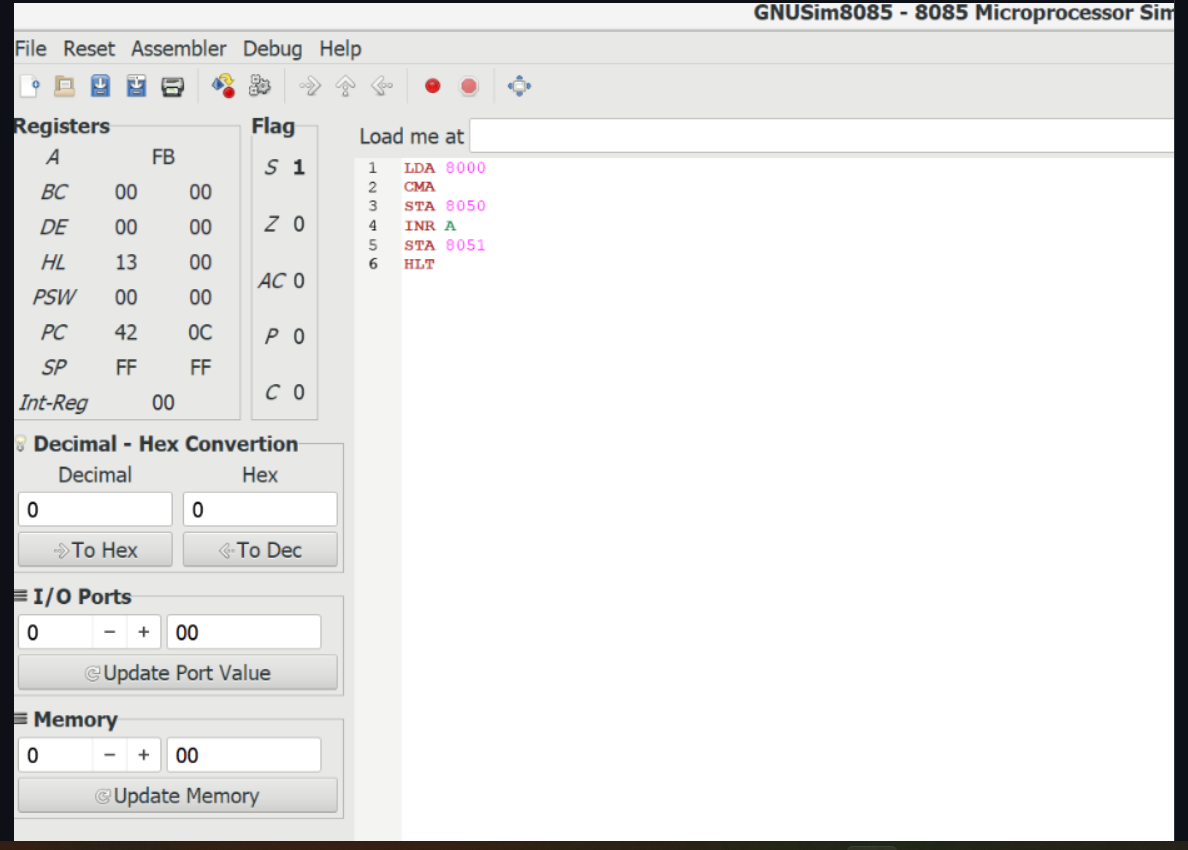 GNUSim8085 - 8085 Microprocessor Sim
File Reset Assembler Debug Help
Registers
A FB
BC 00 00
DE 00 00
HL 13 00
PSW 00 00
PC 42 0C
SP FF FF
Int-Reg 00
Flag
S 1
Z 0
AC 0
P 0
C 0
Load me at
1 LDA 8000
2 CMA
3 STA 8050
4 INR A
5 STA 8051
6 HLT
Decimal - Hex Convertion
Decimal Hex
0 0
To Hex To Dec
I/O Ports
0 − + 00
Update Port Value
Memory
0 − + 00
Update Memory